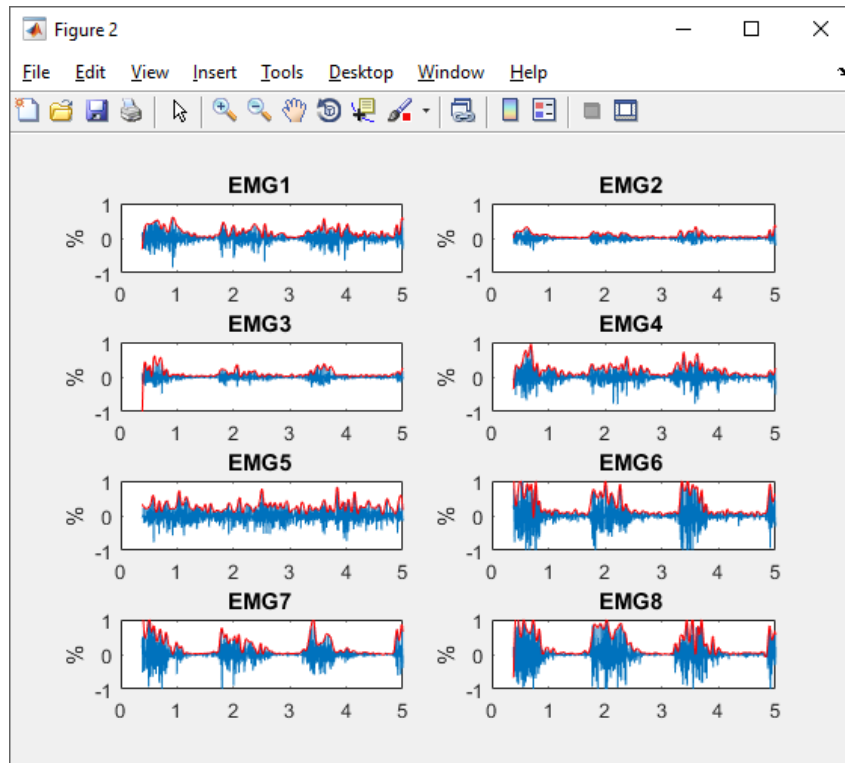 Figure 2
File Edit View Insert Tools Desktop Window Help
EMG1 EMG2
1 1
% 0 % 0
-1 -1
0 1 2 3 4 5 0 1 2 3 4 5
EMG3 EMG4
1 1
% 0 % 0
-1 -1
0 1 2 3 4 5 0 1 2 3 4 5
EMG5 EMG6
1 1
% 0 % 0
-1 -1
0 1 2 3 4 5 0 1 2 3 4 5
EMG7 EMG8
1 1
% 0 % 0
-1 -1
0 1 2 3 4 5 0 1 2 3 4 5